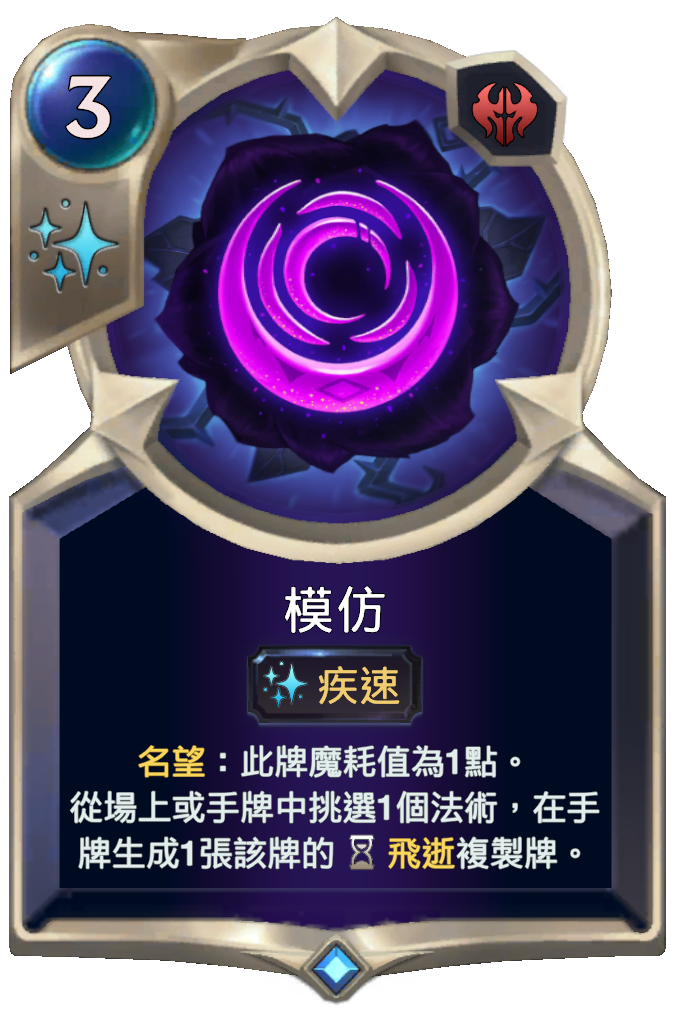 3
模仿
疾速
名望：此牌魔耗值為1點。
從場上或手牌中挑選1個法術，在手
牌生成1張該牌的 飛逝複製牌。